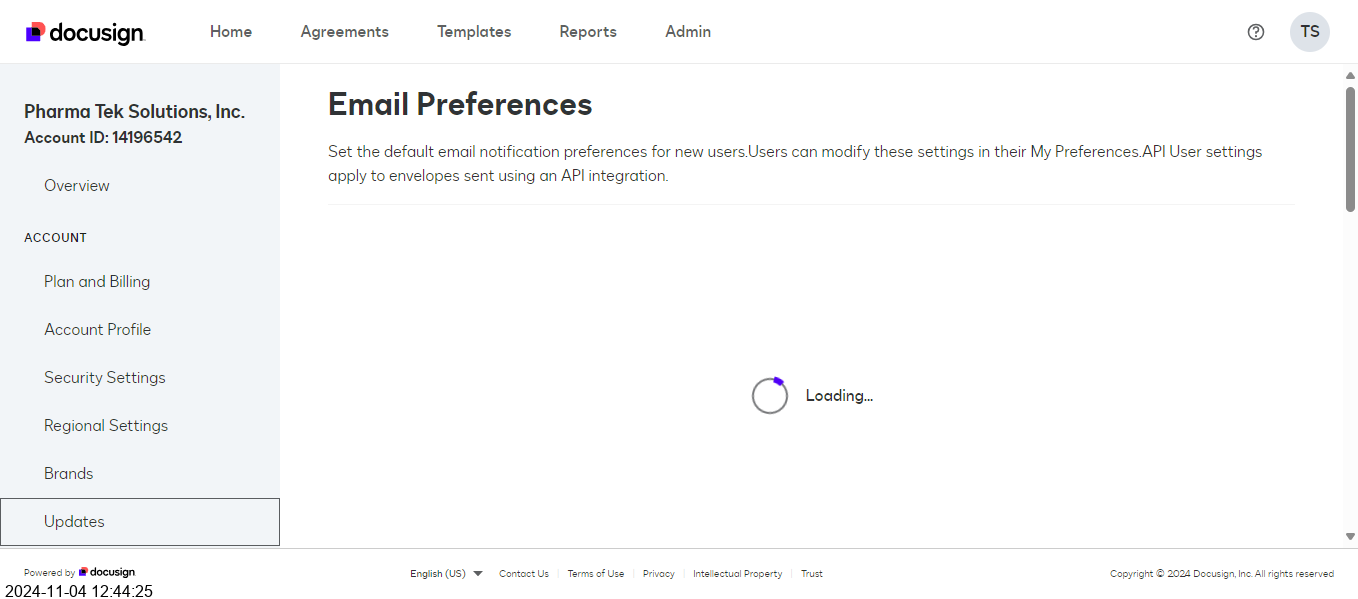 docusign Home Agreements Templates Reports Admin TS
Pharma Tek Solutions, Inc.
Account ID: 14196542
Overview
ACCOUNT
Plan and Billing
Account Profile
Security Settings
Regional Settings
Brands
Updates
Email Preferences
Set the default email notification preferences for new users.Users can modify these settings in their My Preferences.API User settings
apply to envelopes sent using an API integration.
Loading...
Powered by docusign English (US) Contact Us Terms of Use Privacy Intellectual Property Trust Copyright © 2024 Docusign, Inc. All rights reserved
2024-11-04 12:44:25